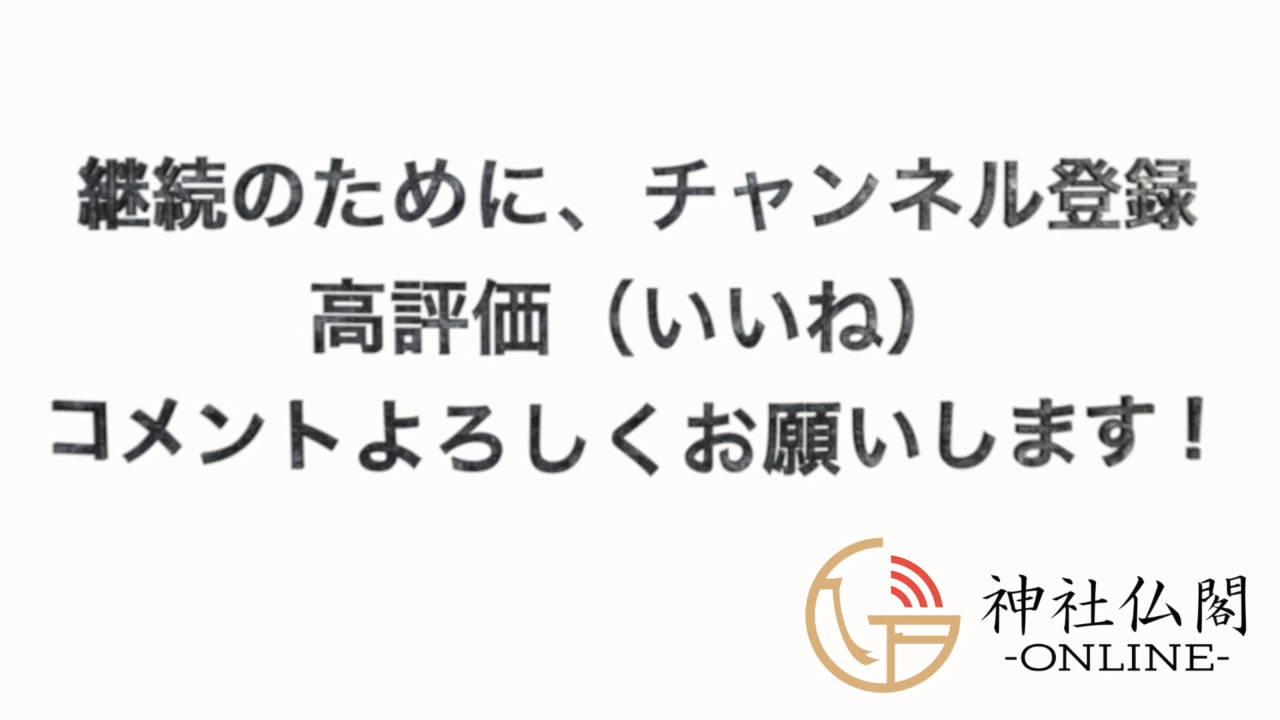 継続のために、チャンネル登録
高評価（いいね）
コメントよろしくお願いします！
神社仏閣
-ONLINE-